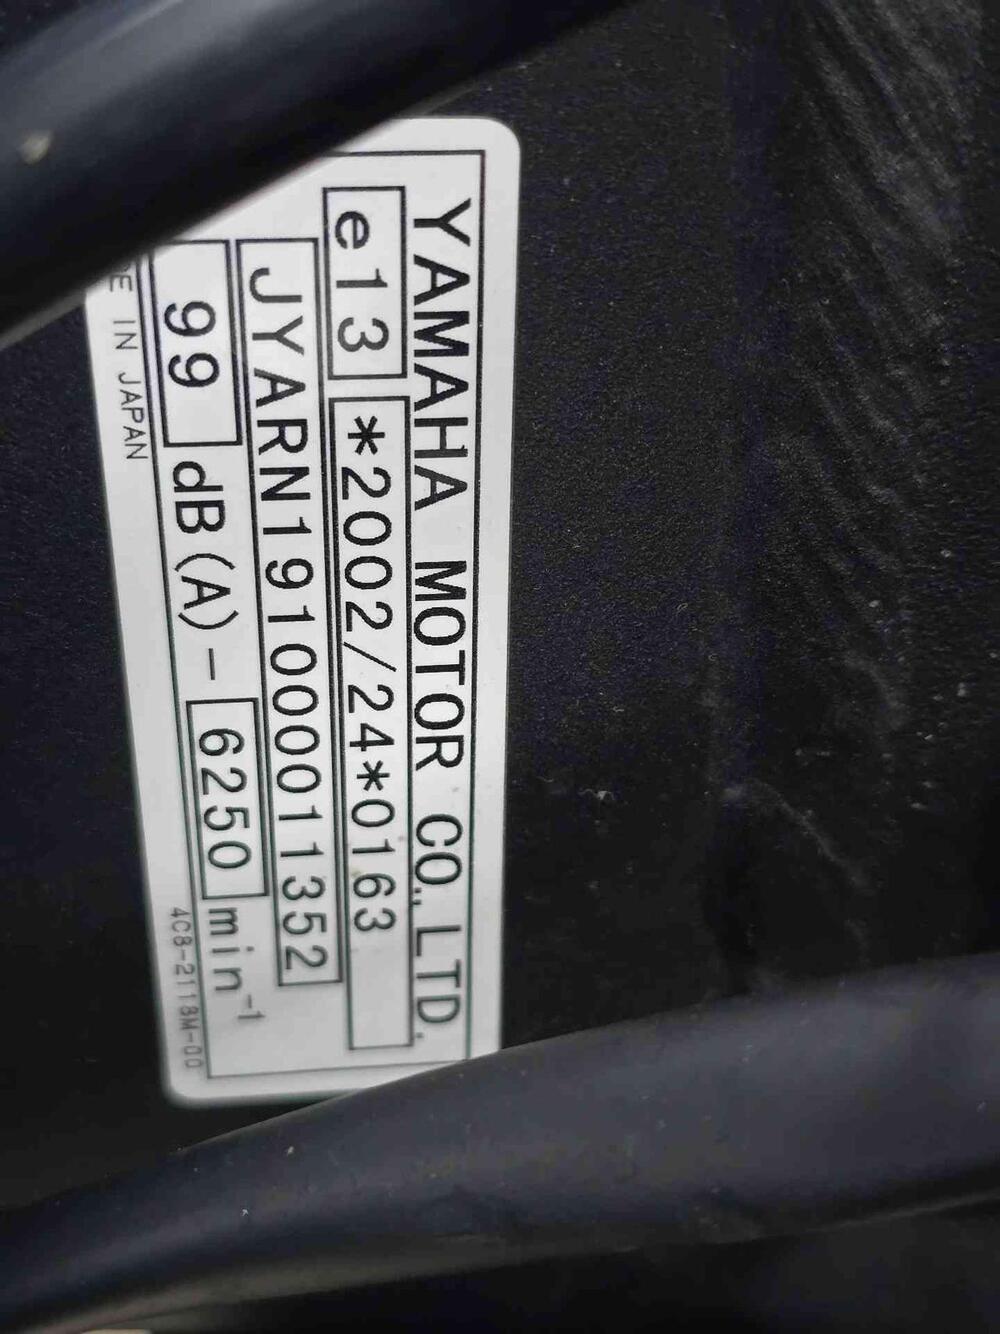 YAMAHA MOTOR CO.,LTD.
e13 *2002/24*0163
JYARN191000011352
99 dB(A)- 6250 min⁻¹
IN JAPAN 4C8-2118M-00